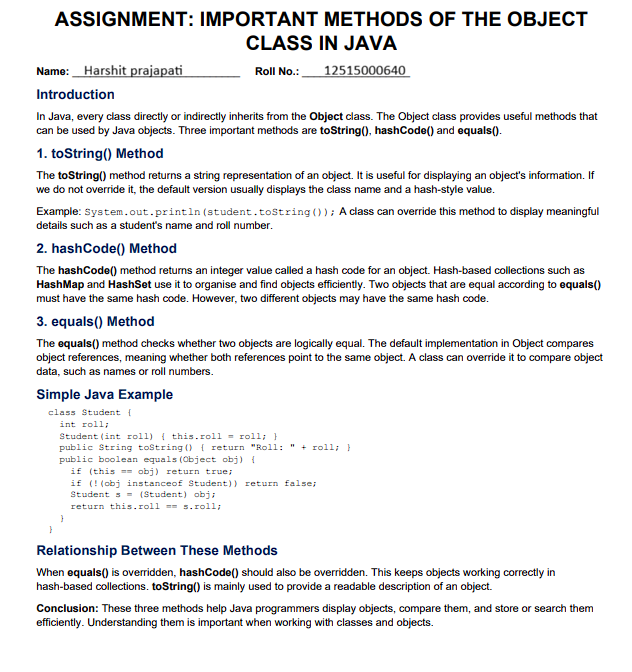 ASSIGNMENT: IMPORTANT METHODS OF THE OBJECT
CLASS IN JAVA
Name: Harshit prajapati Roll No.: 12515000640
Introduction
In Java, every class directly or indirectly inherits from the Object class. The Object class provides useful methods that
can be used by Java objects. Three important methods are toString(), hashCode() and equals().
1. toString() Method
The toString() method returns a string representation of an object. It is useful for displaying an object's information. If
we do not override it, the default version usually displays the class name and a hash-style value.
Example: System.out.println(student.toString()); A class can override this method to display meaningful
details such as a student's name and roll number.
2. hashCode() Method
The hashCode() method returns an integer value called a hash code for an object. Hash-based collections such as
HashMap and HashSet use it to organise and find objects efficiently. Two objects that are equal according to equals()
must have the same hash code. However, two different objects may have the same hash code.
3. equals() Method
The equals() method checks whether two objects are logically equal. The default implementation in Object compares
object references, meaning whether both references point to the same object. A class can override it to compare object
data, such as names or roll numbers.
Simple Java Example
class Student {
int roll;
Student(int roll) { this.roll = roll; }
public String toString() { return "Roll: " + roll; }
public boolean equals(Object obj) {
if (this == obj) return true;
if (!(obj instanceof Student)) return false;
Student s = (Student) obj;
return this.roll == s.roll;
}
}
Relationship Between These Methods
When equals() is overridden, hashCode() should also be overridden. This keeps objects working correctly in
hash-based collections. toString() is mainly used to provide a readable description of an object.
Conclusion: These three methods help Java programmers display objects, compare them, and store or search them
efficiently. Understanding them is important when working with classes and objects.